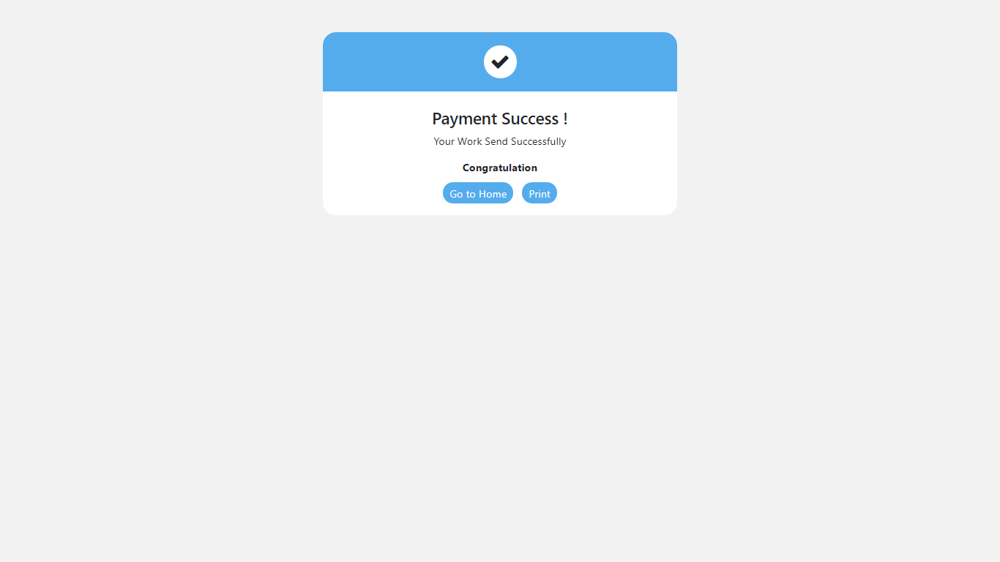 Payment Success !
Your Work Send Successfully
Congratulation
Go to Home Print